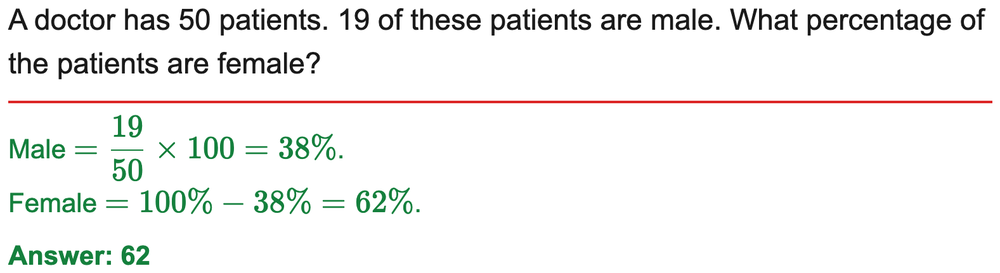 A doctor has 50 patients. 19 of these patients are male. What percentage of
the patients are female?
Male = 19/50 × 100 = 38%.
Female = 100% − 38% = 62%.
Answer: 62